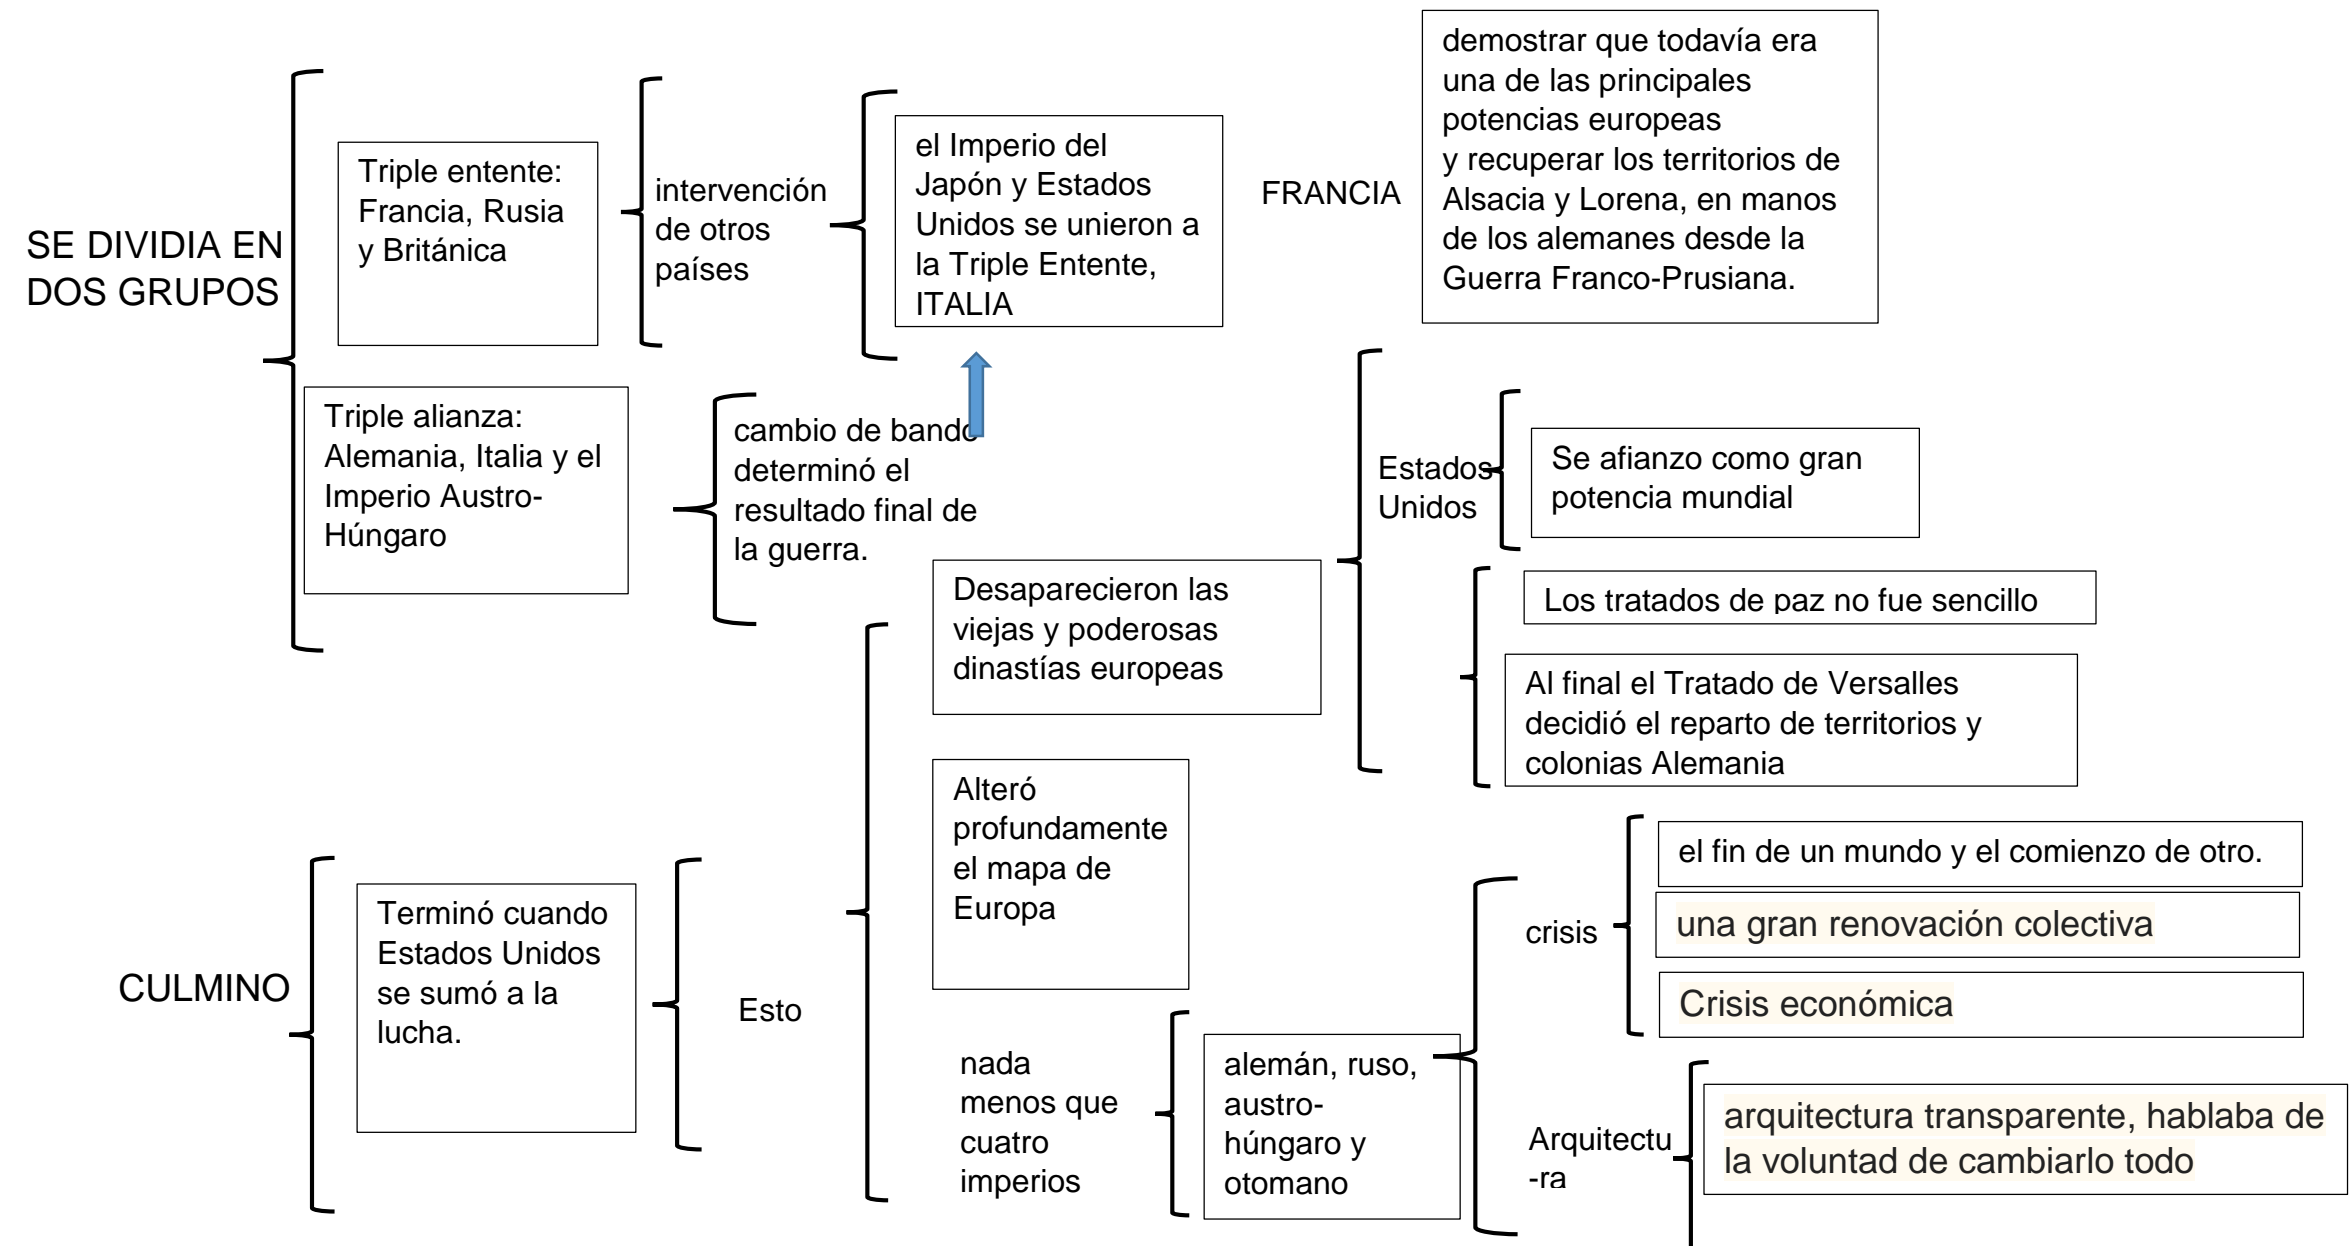 SE DIVIDIA EN
DOS GRUPOS
Triple entente:
Francia, Rusia
y Británica
intervención
de otros
países
el Imperio del
Japón y Estados
Unidos se unieron a
la Triple Entente,
ITALIA
FRANCIA
demostrar que todavía era
una de las principales
potencias europeas
y recuperar los territorios de
Alsacia y Lorena, en manos
de los alemanes desde la
Guerra Franco-Prusiana.
Triple alianza:
Alemania, Italia y el
Imperio Austro-
Húngaro
cambio de bando
determinó el
resultado final de
la guerra.
CULMINO
Terminó cuando
Estados Unidos
se sumó a la
lucha.
Esto
Desaparecieron las
viejas y poderosas
dinastías europeas
Estados
Unidos
Se afianzo como gran
potencia mundial
Los tratados de paz no fue sencillo
Al final el Tratado de Versalles
decidió el reparto de territorios y
colonias Alemania
Alteró
profundamente
el mapa de
Europa
nada
menos que
cuatro
imperios
alemán, ruso,
austro-
húngaro y
otomano
crisis
el fin de un mundo y el comienzo de otro.
una gran renovación colectiva
Crisis económica
Arquitectu
-ra
arquitectura transparente, hablaba de
la voluntad de cambiarlo todo